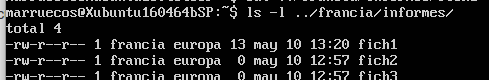 marruecos@Xubuntu160464bSP:~$ ls -l ../francia/informes/
total 4
-rw-r--r-- 1 francia europa 13 may 10 13:20 fich1
-rw-r--r-- 1 francia europa 0 may 10 12:57 fich2
-rw-r--r-- 1 francia europa 0 may 10 12:57 fich3